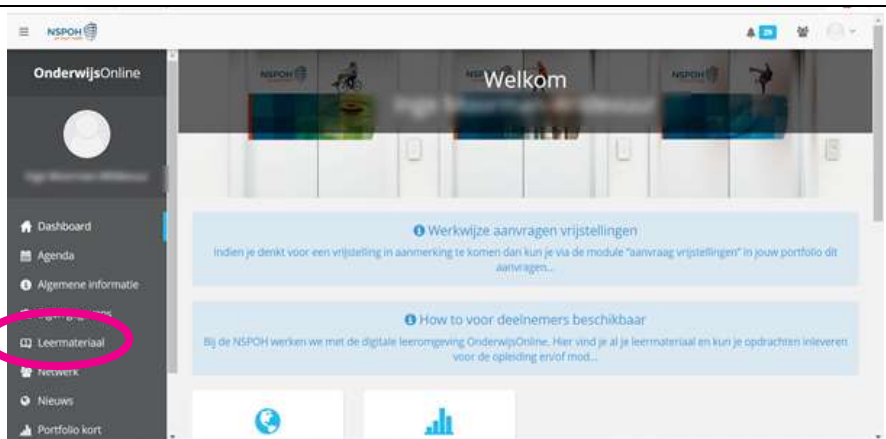 NSPOH
29
OnderwijsOnline
NSPOH
NSPOH
Welkom
Dashboard
Agenda
Algemene informatie
Leermateriaal
Netwerk
Nieuws
Portfolio kort
Werkwijze aanvragen vrijstellingen
Indien je denkt voor een vrijstelling in aanmerking te komen dan kun je via de module "aanvraag vrijstellingen" in jouw portfolio dit
aanvragen...
How to voor deelnemers beschikbaar
Bij de NSPOH werken we met de digitale leeromgeving OnderwijsOnline. Hier vind je al je leermateriaal en kun je opdrachten inleveren
voor de opleiding en/of mod...